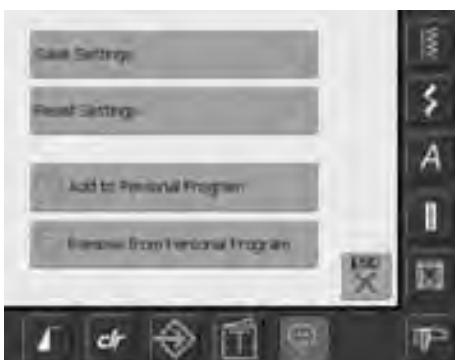 Save Settings
Reset Settings
Add to Personal Program
Remove from Personal Program
ESC
A
clr